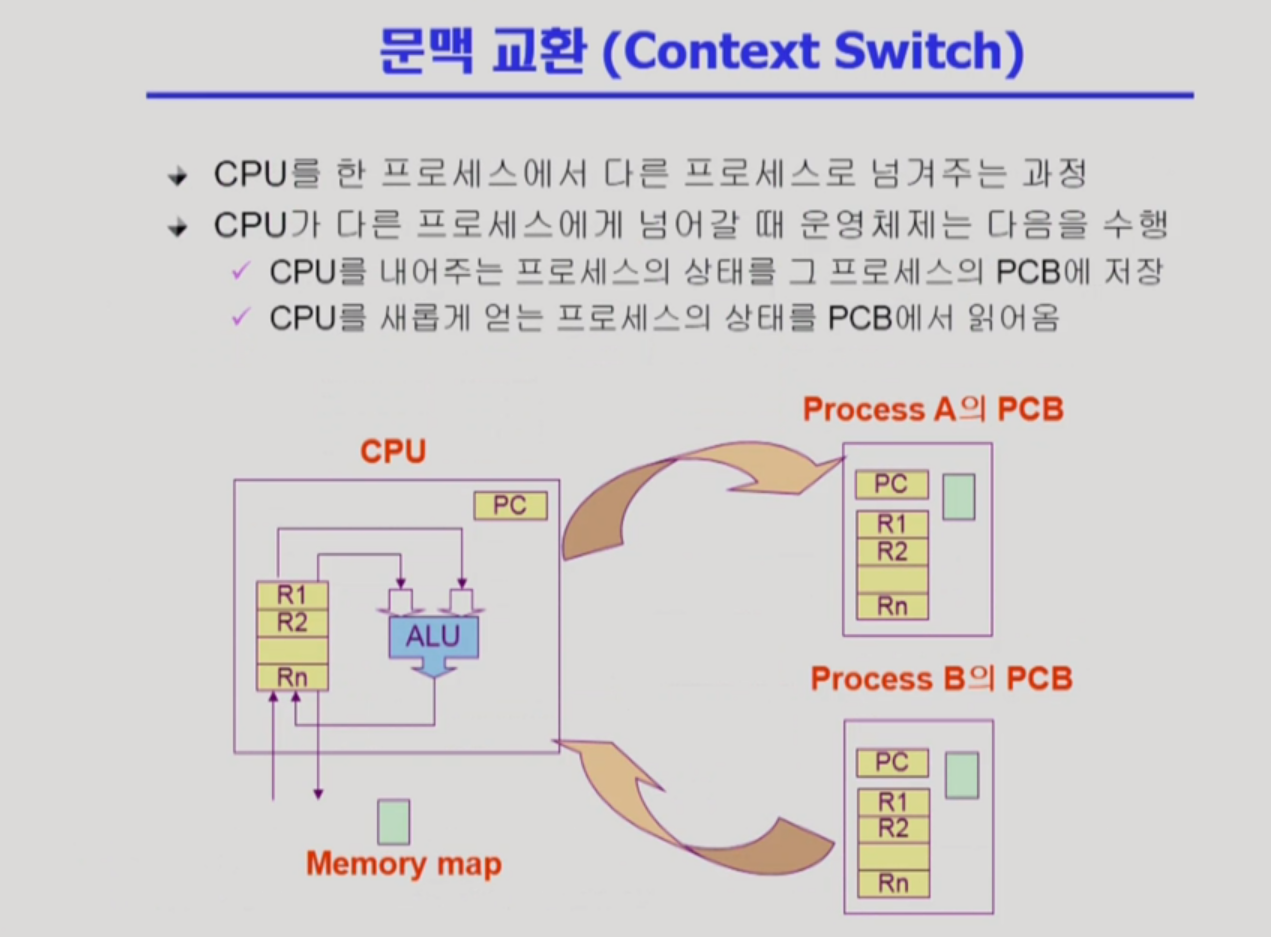 문맥 교환 (Context Switch)
CPU를 한 프로세스에서 다른 프로세스로 넘겨주는 과정
CPU가 다른 프로세스에게 넘어갈 때 운영체제는 다음을 수행
CPU를 내어주는 프로세스의 상태를 그 프로세스의 PCB에 저장
CPU를 새롭게 얻는 프로세스의 상태를 PCB에서 읽어옴
CPU
PC
R1
R2
Rn
ALU
Memory map
Process A의 PCB
PC
R1
R2
Rn
Process B의 PCB
PC
R1
R2
Rn